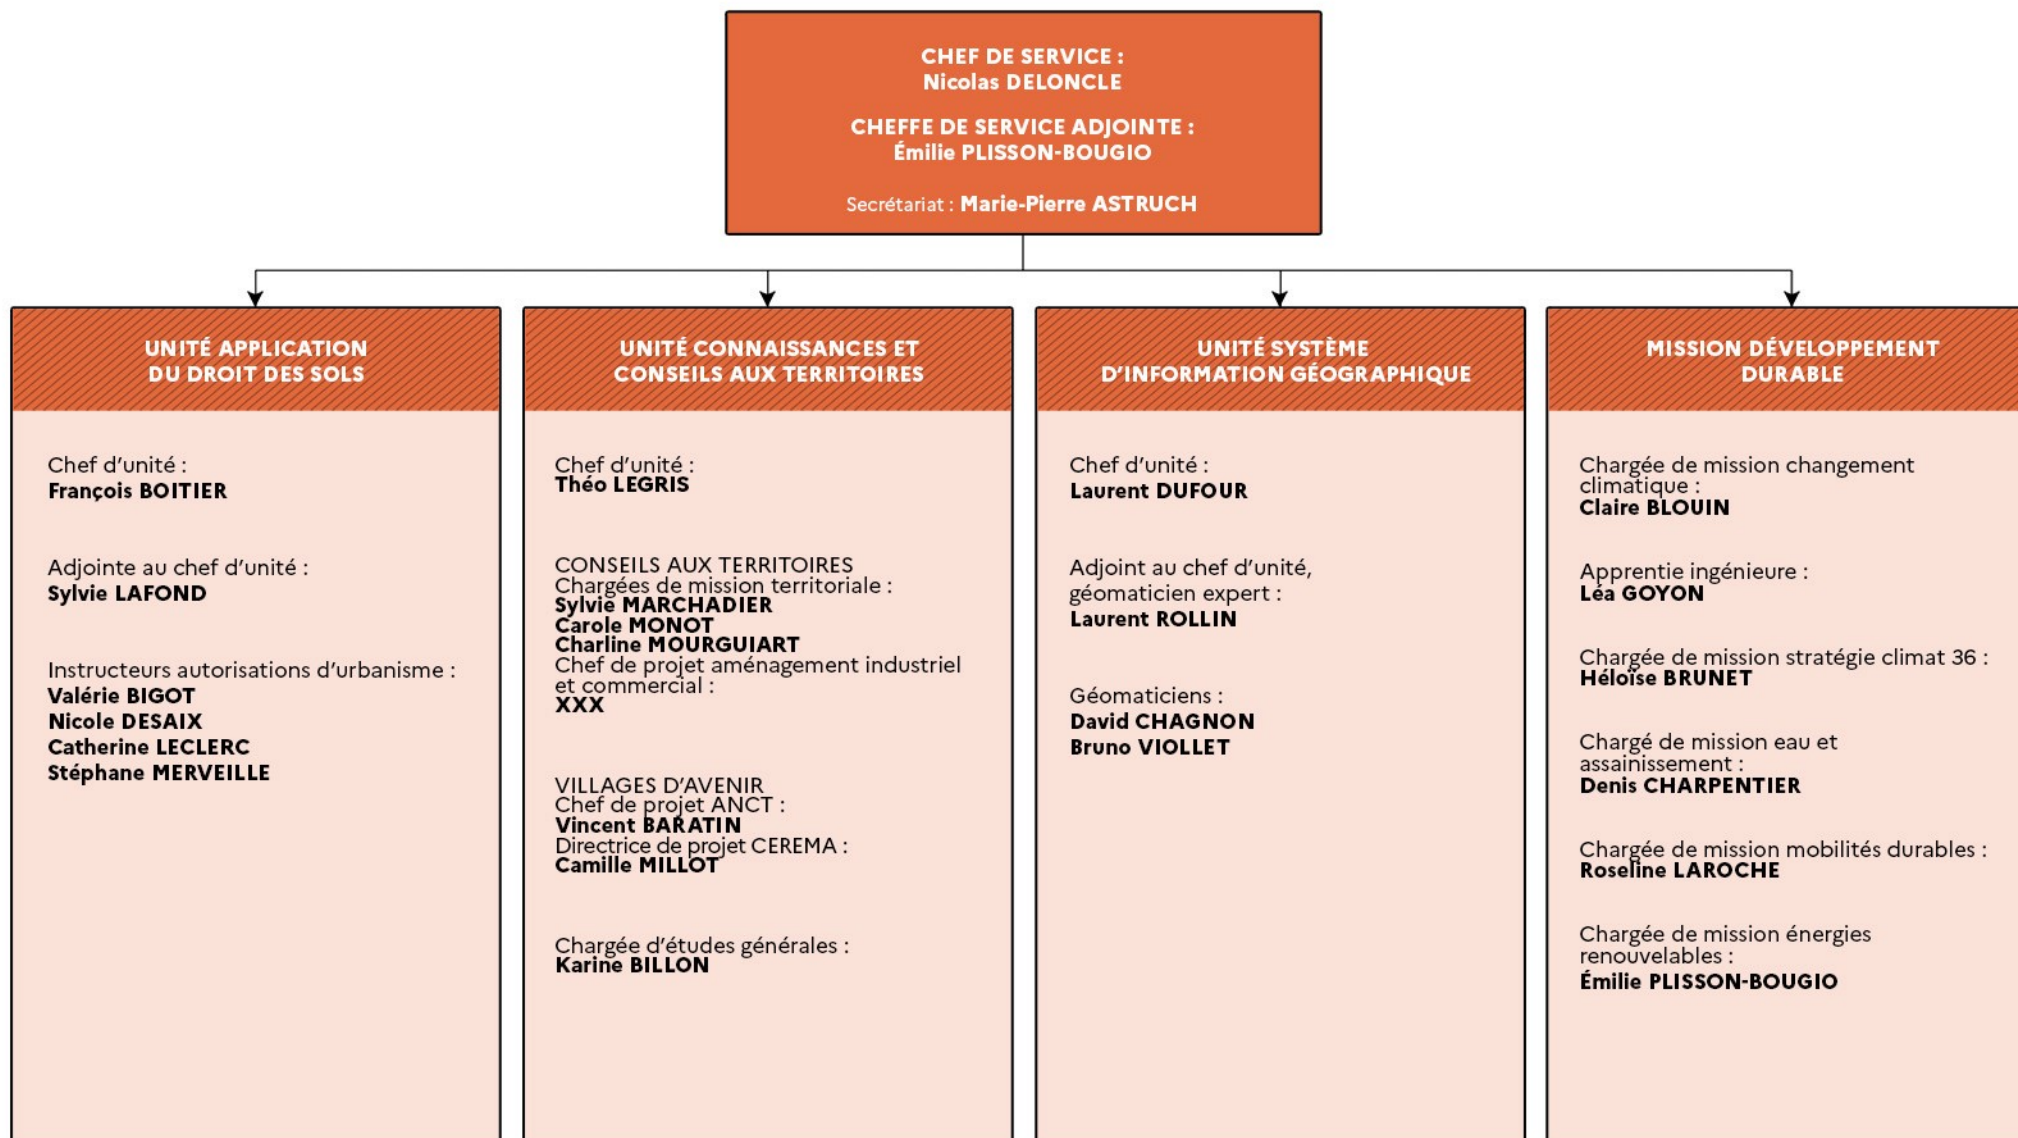 CHEF DE SERVICE :
Nicolas DELONCLE
CHEFFE DE SERVICE ADJOINTE :
Émilie PLISSON-BOUGIO
Secrétariat : Marie-Pierre ASTRUCH
UNITÉ APPLICATION
DU DROIT DES SOLS
Chef d'unité :
François BOITIER
Adjointe au chef d'unité :
Sylvie LAFOND
Instructeurs autorisations d'urbanisme :
Valérie BIGOT
Nicole DESAIX
Catherine LECLERC
Stéphane MERVEILLE
UNITÉ CONNAISSANCES ET
CONSEILS AUX TERRITOIRES
Chef d'unité :
Théo LEGRIS
CONSEILS AUX TERRITOIRES
Chargées de mission territoriale :
Sylvie MARCHADIER
Carole MONOT
Charline MOURGUIART
Chef de projet aménagement industriel
et commercial :
XXX
VILLAGES D'AVENIR
Chef de projet ANCT :
Vincent BARATIN
Directrice de projet CEREMA :
Camille MILLOT
Chargée d'études générales :
Karine BILLON
UNITÉ SYSTÈME
D'INFORMATION GÉOGRAPHIQUE
Chef d'unité :
Laurent DUFOUR
Adjoint au chef d'unité,
géomaticien expert :
Laurent ROLLIN
Géomaticiens :
David CHAGNON
Bruno VIOLLET
MISSION DÉVELOPPEMENT
DURABLE
Chargée de mission changement
climatique :
Claire BLOUIN
Apprentie ingénieure :
Léa GOYON
Chargée de mission stratégie climat 36 :
Héloïse BRUNET
Chargé de mission eau et
assainissement :
Denis CHARPENTIER
Chargée de mission mobilités durables :
Roseline LAROCHE
Chargée de mission énergies
renouvelables :
Émilie PLISSON-BOUGIO